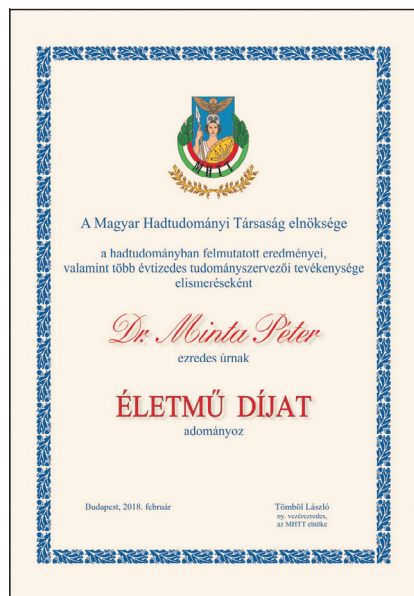 MHTT
A Magyar Hadtudományi Társaság elnöksége
a hadtudományban felmutatott eredményei,
valamint több évtizedes tudományszervezői tevékenysége
elismeréseként
Dr. Minta Péter
ezredes úrnak
ÉLETMŰ DÍJAT
adományoz
Budapest, 2018. február
Tömböl László
ny. vezérezredes,
az MHTT elnöke